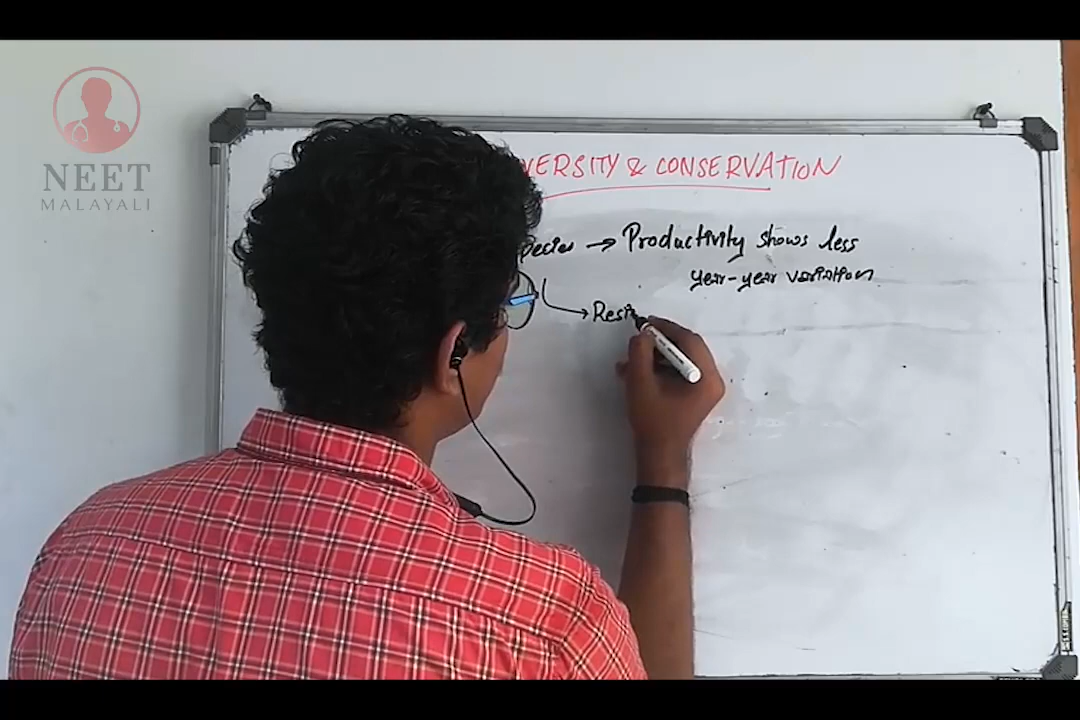 NEET
MALAYALI
VERSITY & CONSERVATION
pecies → Productivity shows less
year-year variation
→ Resi